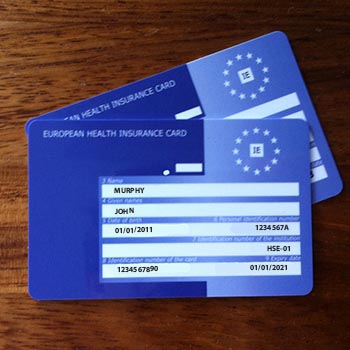 EUROPEAN HEALTH INSURANCE CARD
IE
EUROPEAN HEALTH INSURANCE CARD
IE
3 Name
MURPHY
4 Given names
JOHN
5 Date of birth
6 Personal identification number
01/01/2011
1234567A
7 Identification number of the institution
HSE-01
8 Identification number of the card
9 Expiry date
1234567890
01/01/2021